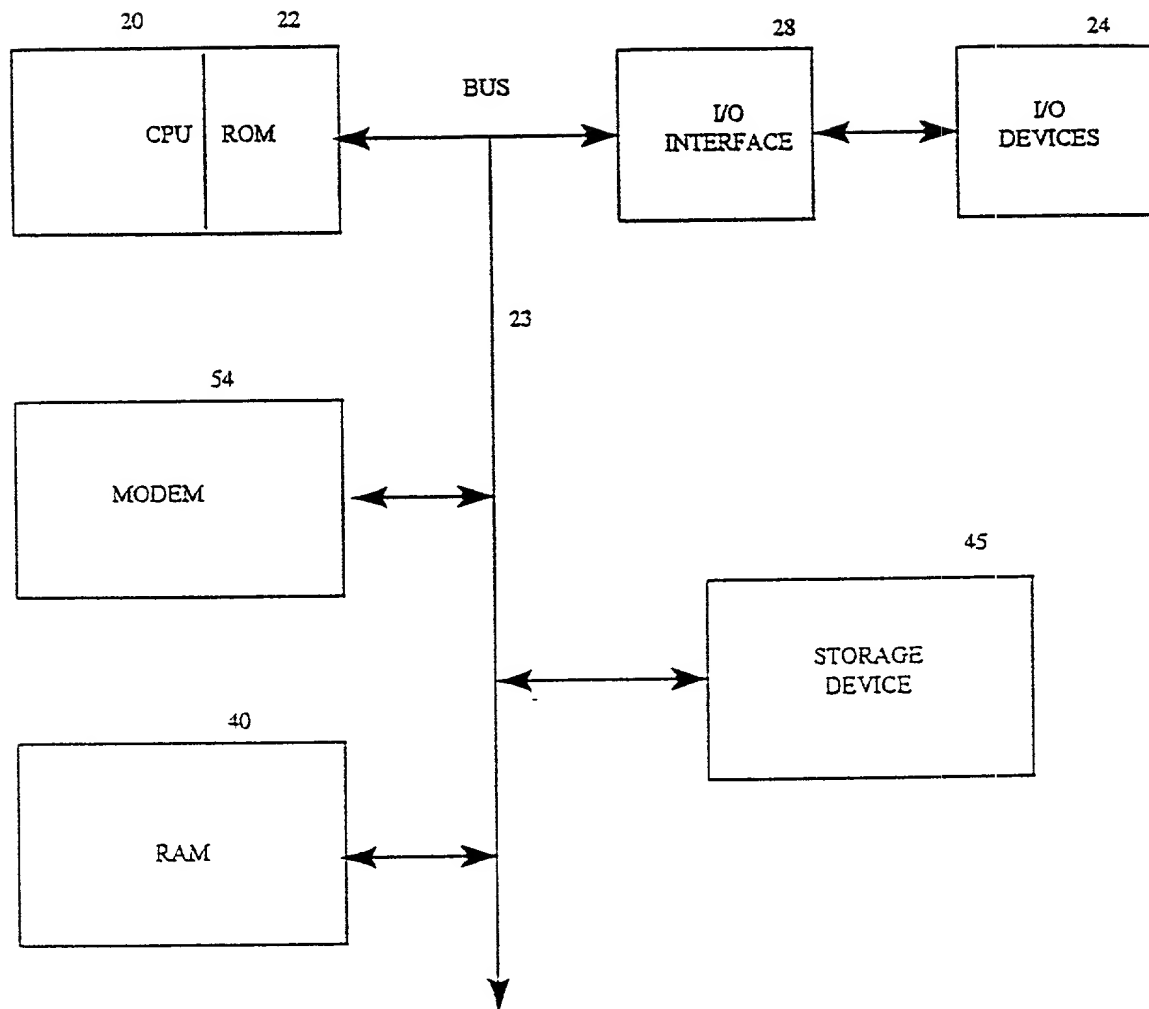 20
22
28
24
BUS
CPU
ROM
I/O
INTERFACE
I/O
DEVICES
23
54
MODEM
45
STORAGE
DEVICE
40
RAM